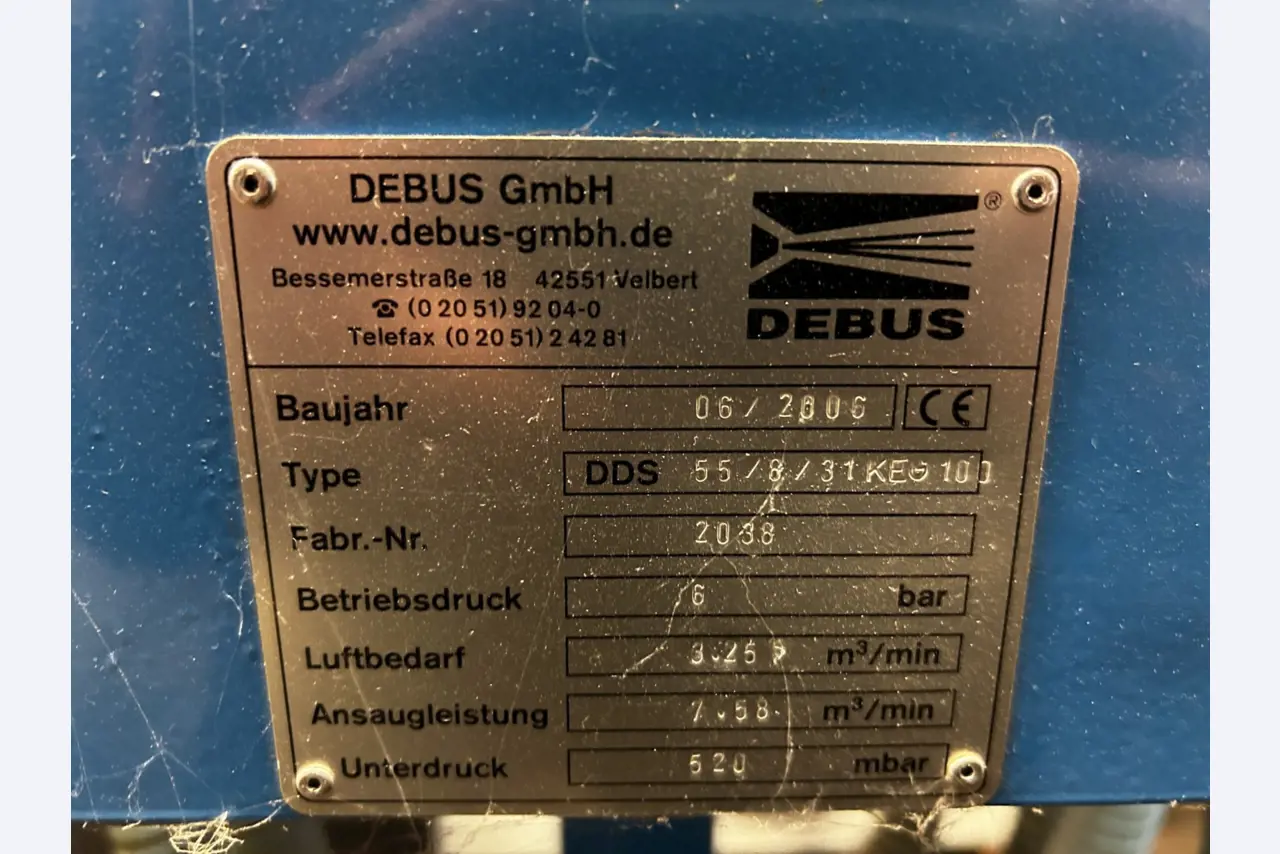 DEBUS GmbH
www.debus-gmbh.de
Bessemerstraße 18 42551 Velbert
☎ (0 20 51) 92 04-0
Telefax (0 20 51) 2 42 81
®
DEBUS
Baujahr 06/2006 CE
Type DDS 55/8/31KEG100
Fabr.-Nr. 2038
Betriebsdruck 6 bar
Luftbedarf m³/min
Ansaugleistung m³/min
Unterdruck 520 mbar